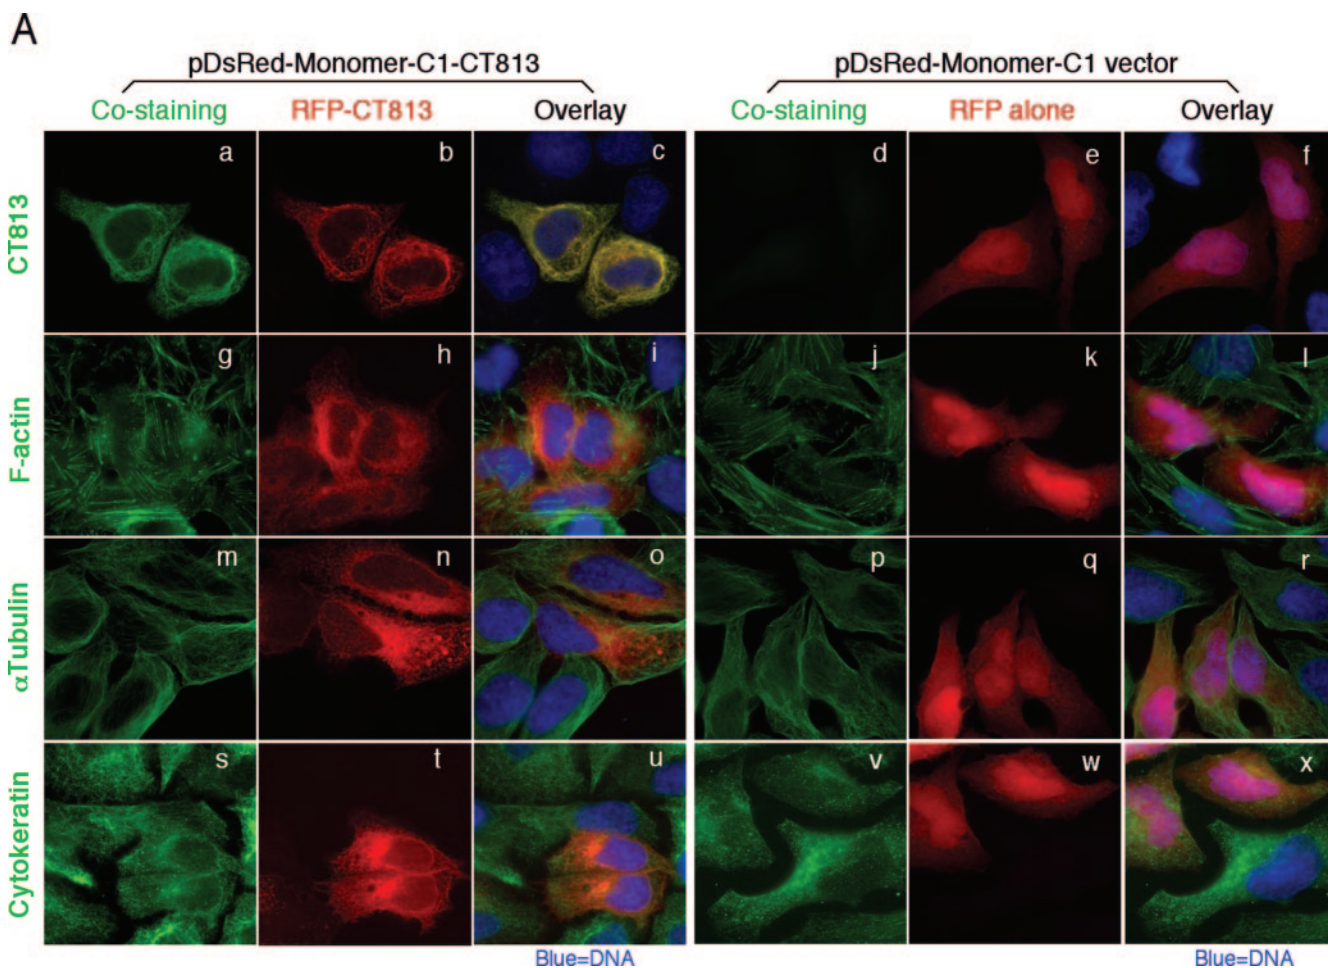 A
pDsRed-Monomer-C1-CT813 pDsRed-Monomer-C1 vector
Co-staining RFP-CT813 Overlay Co-staining RFP alone Overlay
CT813 a b c d e f
F-actin g h i j k l
αTubulin m n o p q r
Cytokeratin s t u v w x
Blue=DNA Blue=DNA